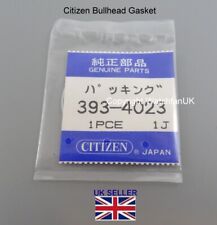 Citizen Bullhead Gasket
純正部品
GENUINE PARTS
パッキング
393-4023
1PCE 1J
CITIZEN JAPAN
UK SELLER